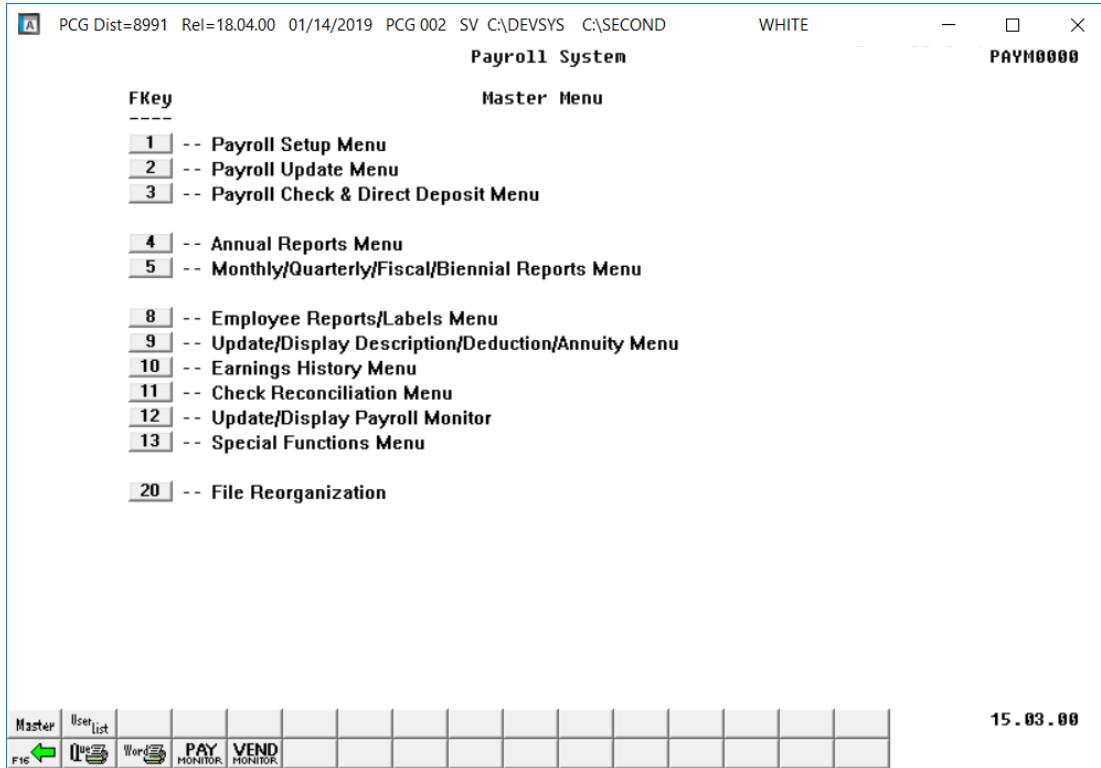 PCG Dist=8991 Rel=18.04.00 01/14/2019 PCG 002 SV C:\DEVSYS C:\SECOND WHITE
Payroll System PAYM0000
FKey Master Menu
----
1 -- Payroll Setup Menu
2 -- Payroll Update Menu
3 -- Payroll Check & Direct Deposit Menu
4 -- Annual Reports Menu
5 -- Monthly/Quarterly/Fiscal/Biennial Reports Menu
8 -- Employee Reports/Labels Menu
9 -- Update/Display Description/Deduction/Annuity Menu
10 -- Earnings History Menu
11 -- Check Reconciliation Menu
12 -- Update/Display Payroll Monitor
13 -- Special Functions Menu
20 -- File Reorganization
Master User List 15.03.00
F16 Que Word PAY MONITOR VEND MONITOR